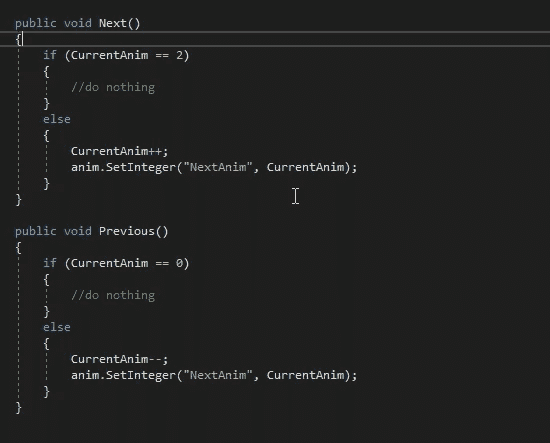 public void Next()
{
if (CurrentAnim == 2)
{
//do nothing
}
else
{
CurrentAnim++;
anim.SetInteger("NextAnim", CurrentAnim);
}
}
public void Previous()
{
if (CurrentAnim == 0)
{
//do nothing
}
else
{
CurrentAnim--;
anim.SetInteger("NextAnim", CurrentAnim);
}
}